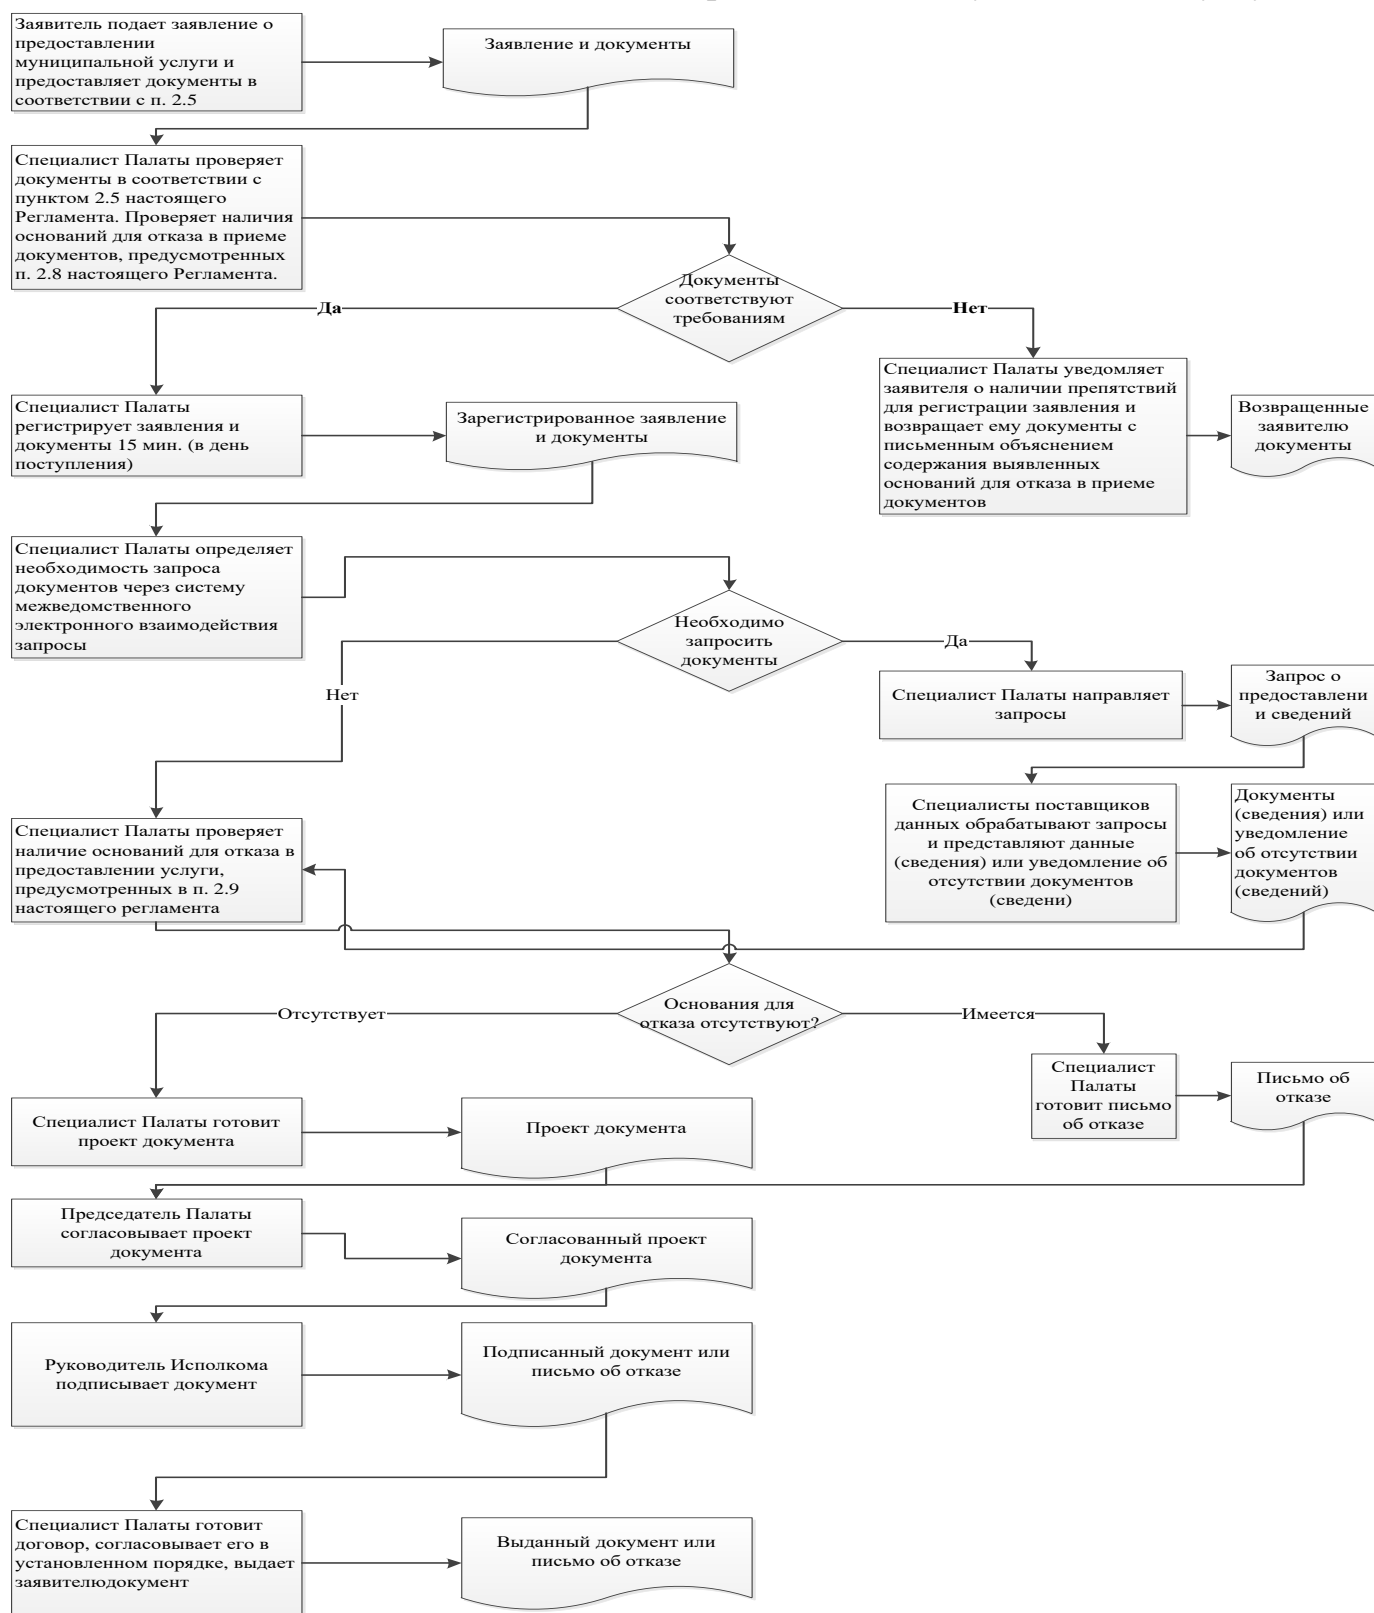 Заявитель подает заявление о
предоставлении
муниципальной услуги и
предоставляет документы в
соответствии с п. 2.5
Заявление и документы
Специалист Палаты проверяет
документы в соответствии с
пунктом 2.5 настоящего
Регламента. Проверяет наличия
оснований для отказа в приеме
документов, предусмотренных
п. 2.8 настоящего Регламента.
Документы
соответствуют
требованиям
Да
Нет
Специалист Палаты
регистрирует заявления и
документы 15 мин. (в день
поступления)
Зарегистрированное заявление
и документы
Специалист Палаты уведомляет
заявителя о наличии препятствий
для регистрации заявления и
возвращает ему документы с
письменным объяснением
содержания выявленных
оснований для отказа в приеме
документов
Возвращенные
заявителю
документы
Специалист Палаты определяет
необходимость запроса
документов через систему
межведомственного
электронного взаимодействия
запросы
Необходимо
запросить
документы
Да
Нет
Специалист Палаты направляет
запросы
Запрос о
предоставлени
и сведений
Специалисты поставщиков
данных обрабатывают запросы
и представляют данные
(сведения) или уведомление об
отсутствии документов
(сведени)
Документы
(сведения) или
уведомление
об отсутствии
документов
(сведений)
Специалист Палаты проверяет
наличие оснований для отказа в
предоставлении услуги,
предусмотренных в п. 2.9
настоящего регламента
Основания для
отказа отсутствуют?
Отсутствует
Имеется
Специалист
Палаты
готовит письмо
об отказе
Письмо об
отказе
Специалист Палаты готовит
проект документа
Проект документа
Председатель Палаты
согласовывает проект
документа
Согласованный проект
документа
Руководитель Исполкома
подписывает документ
Подписанный документ или
письмо об отказе
Специалист Палаты готовит
договор, согласовывает его в
установленном порядке, выдает
заявителюдокумент
Выданный документ или
письмо об отказе